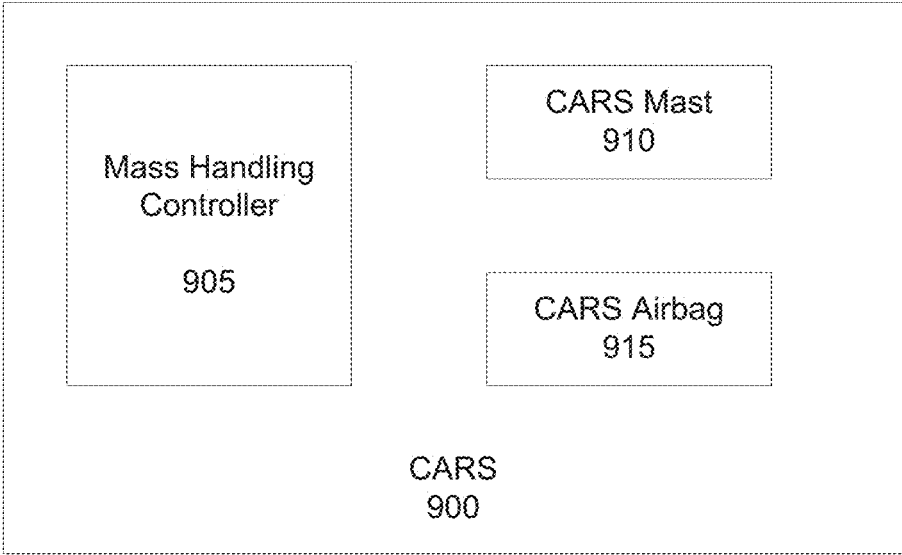 Mass Handling
Controller
905
CARS Mast
910
CARS Airbag
915
CARS
900